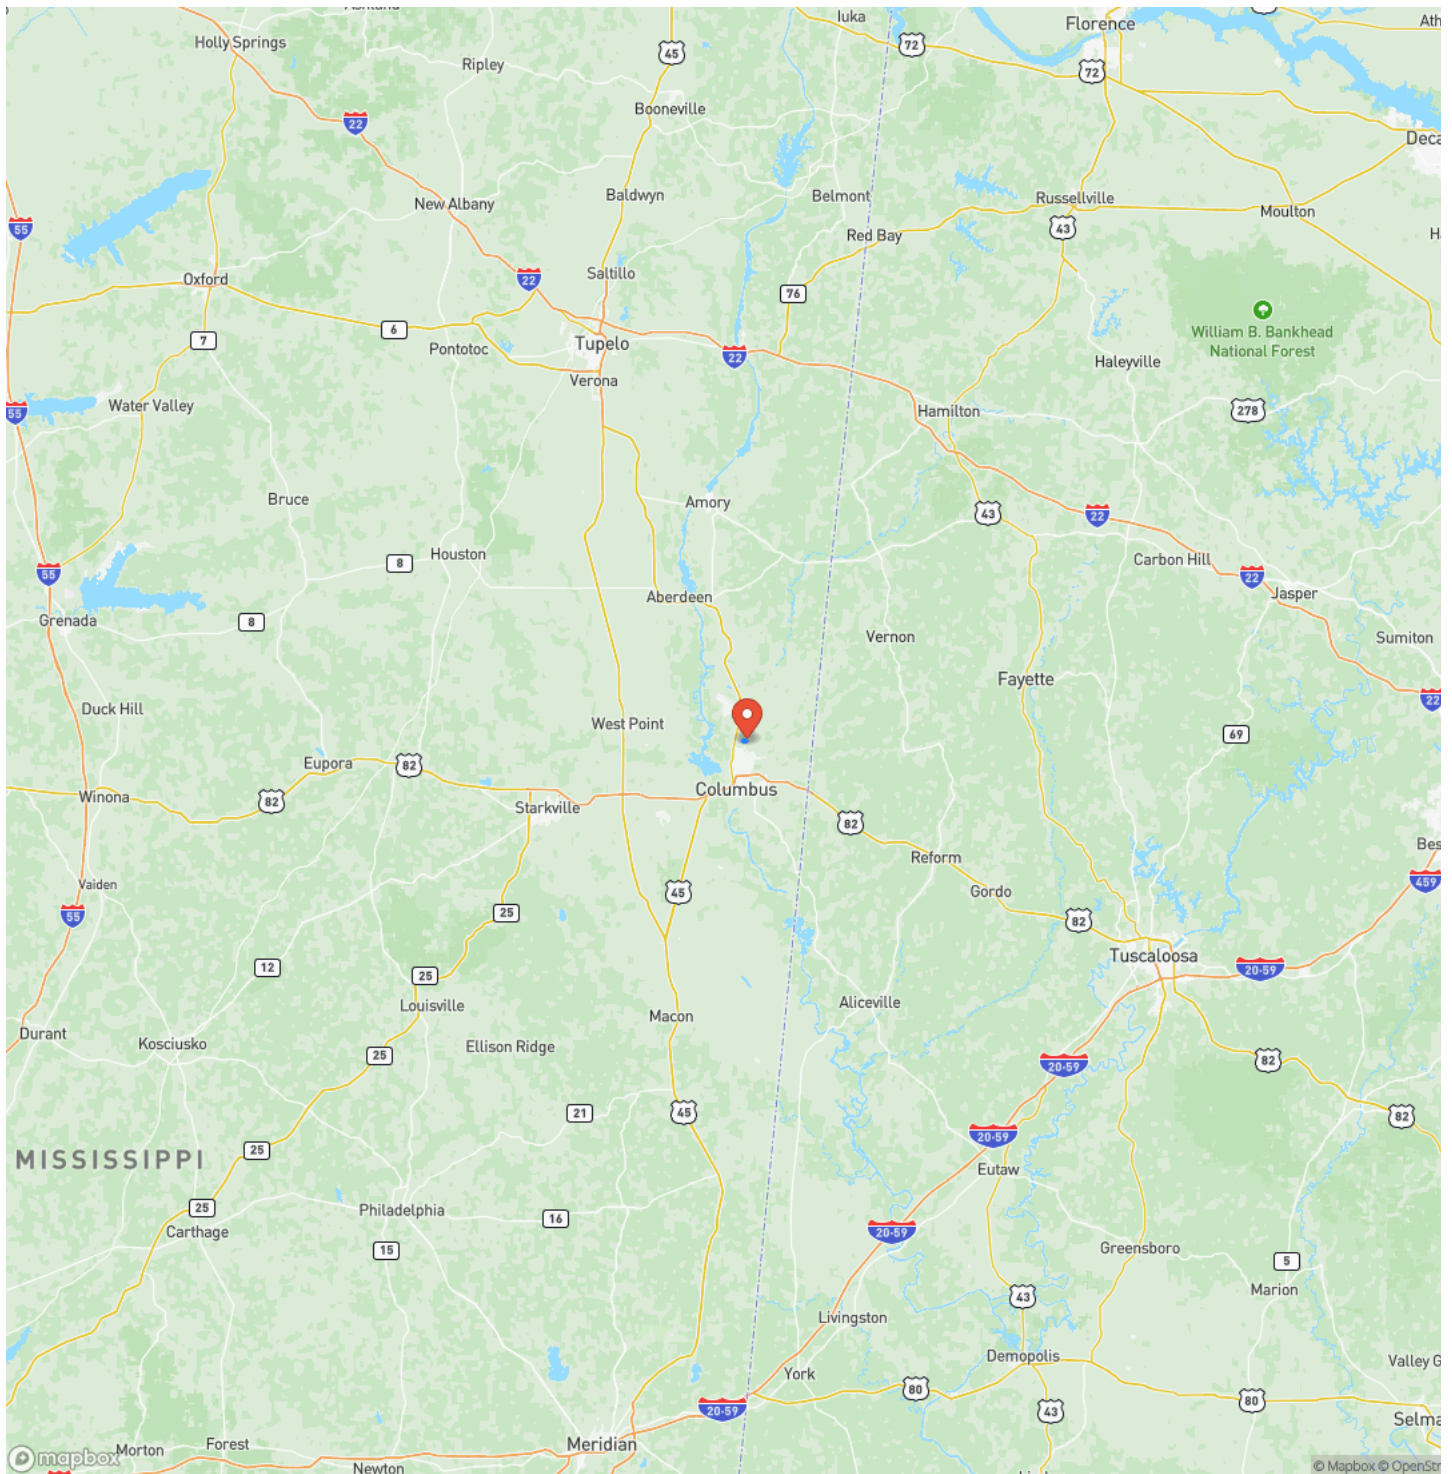 Iuka
Florence
Holly Springs
45
72
Ripley
72
Booneville
22
Baldwyn
Belmont
Russellville
New Albany
Moulton
55
43
Red Bay
Saltillo
Oxford
22
76
6
William B. Bankhead
National Forest
7
Tupelo
Pontotoc
22
Haleyville
Verona
55
Water Valley
Hamilton
278
Bruce
Amory
43
22
Houston
8
Carbon Hill
55
22
Aberdeen
Jasper
Grenada
8
Vernon
Sumiton
Fayette
22
Duck Hill
West Point
69
Eupora
82
Columbus
Winona
82
Starkville
82
Reform
Vaiden
45
Gordo
459
55
25
82
Tuscaloosa
12
25
20-59
Louisville
Aliceville
Durant
Macon
Kosciusko
25
Ellison Ridge
20-59
82
21
45
82
25
20-59
MISSISSIPPI
Eutaw
25
Philadelphia
16
Carthage
20-59
15
Greensboro
5
Marion
43
Livingston
Demopolis
York
80
Valley G
20-59
80
43
Selma
Meridian
Forest
Morton
mapbox
Newton
© Mapbox © OpenStr